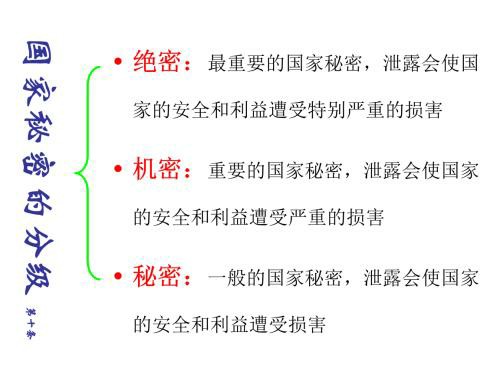 国家秘密的分级 第十条
• 绝密：最重要的国家秘密，泄露会使国
家的安全和利益遭受特别严重的损害
• 机密：重要的国家秘密，泄露会使国家
的安全和利益遭受严重的损害
• 秘密：一般的国家秘密，泄露会使国家
的安全和利益遭受损害